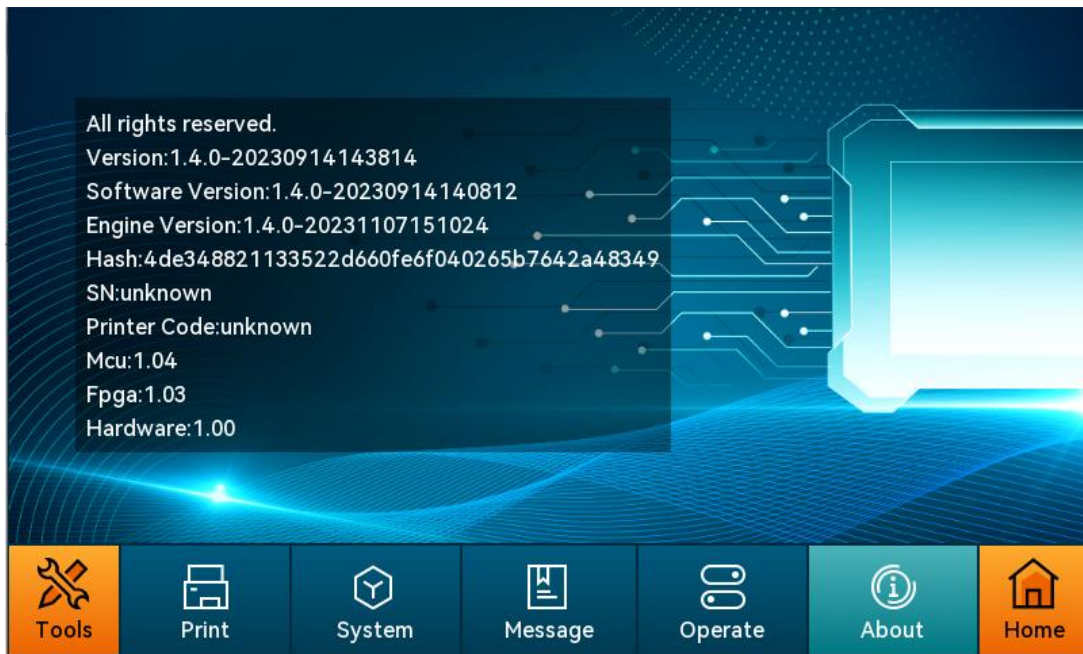 All rights reserved.
Version:1.4.0-20230914143814
Software Version:1.4.0-20230914140812
Engine Version:1.4.0-20231107151024
Hash:4de348821133522d660fe6f040265b7642a48349
SN:unknown
Printer Code:unknown
Mcu:1.04
Fpga:1.03
Hardware:1.00
Tools
Print
System
Message
Operate
About
Home